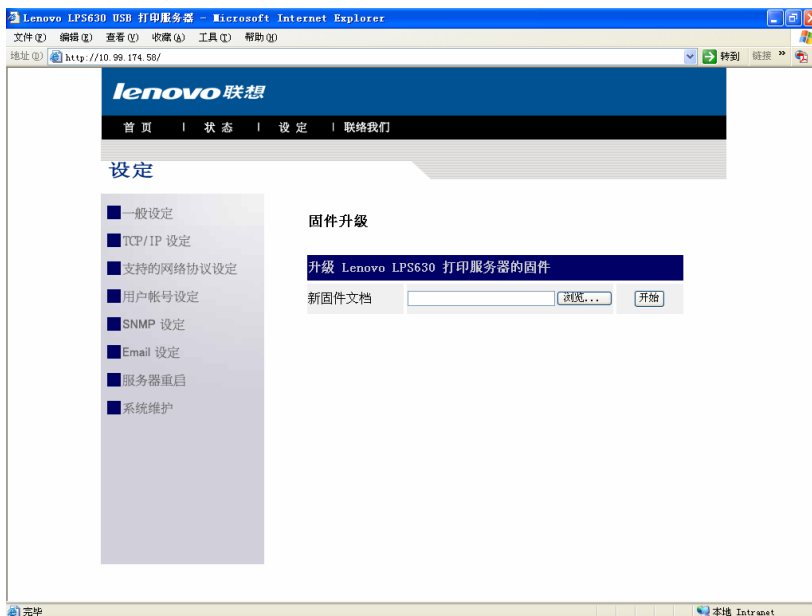 Lenovo LPS630 USB 打印服务器 - Microsoft Internet Explorer
文件(F) 编辑(E) 查看(V) 收藏(A) 工具(T) 帮助(H)
地址(D) http://10.99.174.58/ 转到 链接 »
lenovo联想
首页 | 状态 | 设定 | 联络我们
设定
一般设定
TCP/IP 设定
支持的网络协议设定
用户帐号设定
SNMP 设定
Email 设定
服务器重启
系统维护
固件升级
升级 Lenovo LPS630 打印服务器的固件
新固件文档 浏览... 开始
完毕 本地 Intranet